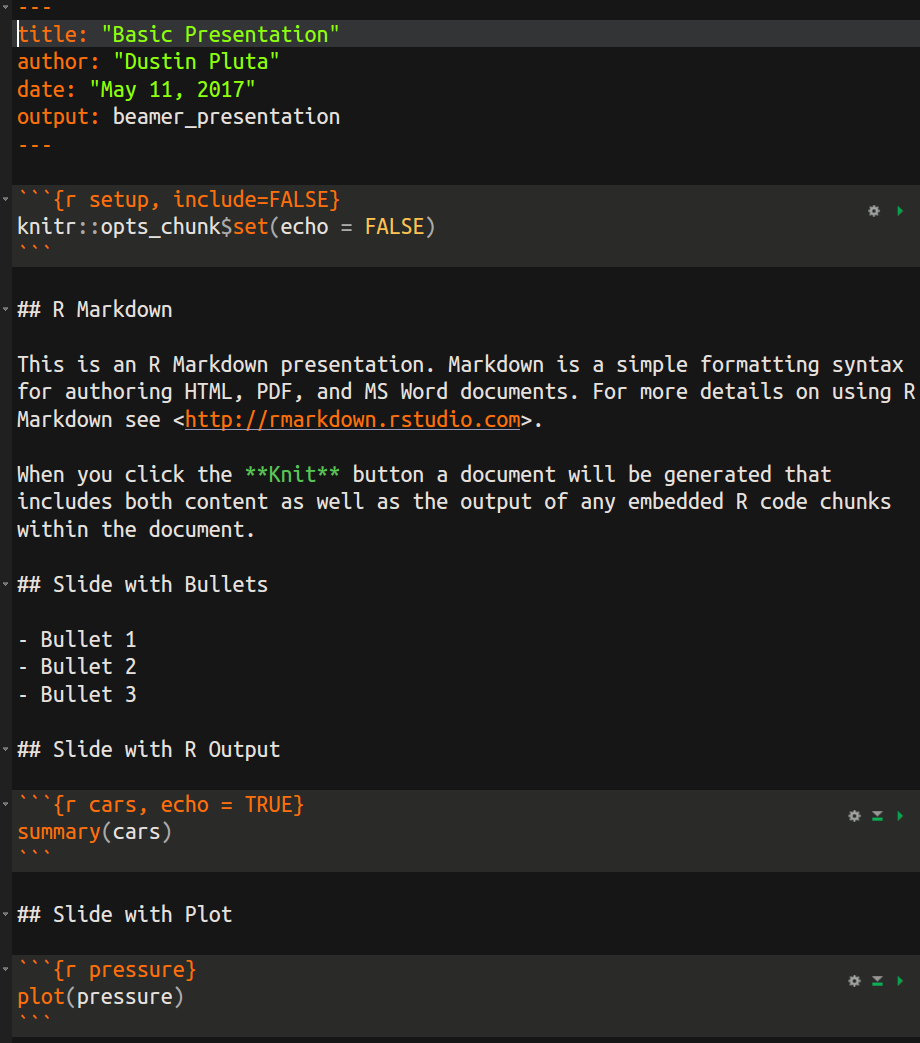 ---
title: "Basic Presentation"
author: "Dustin Pluta"
date: "May 11, 2017"
output: beamer_presentation
---
```{r setup, include=FALSE}
knitr::opts_chunk$set(echo = FALSE)
```
## R Markdown
This is an R Markdown presentation. Markdown is a simple formatting syntax
for authoring HTML, PDF, and MS Word documents. For more details on using R
Markdown see <http://rmarkdown.rstudio.com>.
When you click the **Knit** button a document will be generated that
includes both content as well as the output of any embedded R code chunks
within the document.
## Slide with Bullets
- Bullet 1
- Bullet 2
- Bullet 3
## Slide with R Output
```{r cars, echo = TRUE}
summary(cars)
```
## Slide with Plot
```{r pressure}
plot(pressure)
```